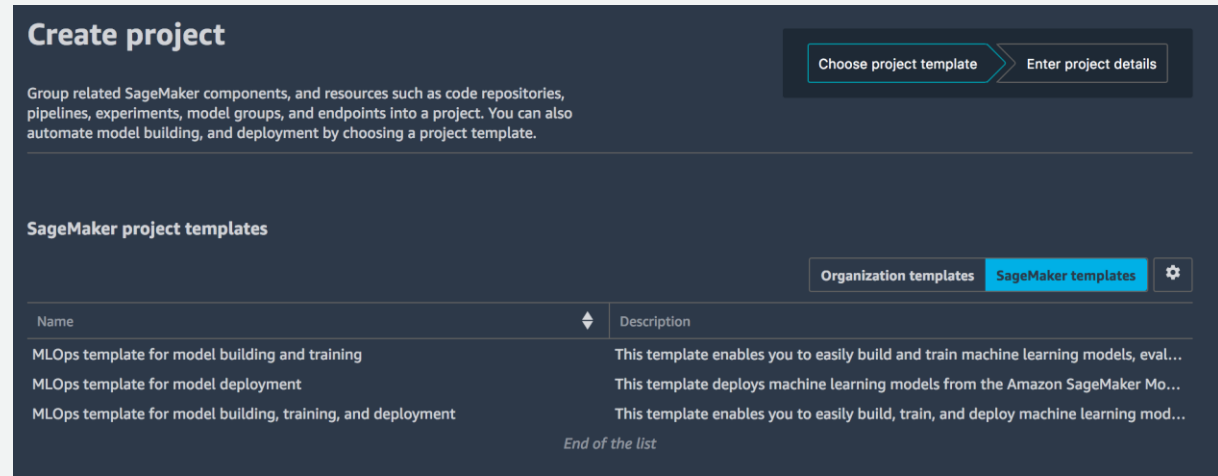 Create project
Choose project template
Enter project details
Group related SageMaker components, and resources such as code repositories,
pipelines, experiments, model groups, and endpoints into a project. You can also
automate model building, and deployment by choosing a project template.
SageMaker project templates
Organization templates
SageMaker templates
Name
Description
MLOps template for model building and training
This template enables you to easily build and train machine learning models, eval...
MLOps template for model deployment
This template deploys machine learning models from the Amazon SageMaker Mo...
MLOps template for model building, training, and deployment
This template enables you to easily build, train, and deploy machine learning mod...
End of the list